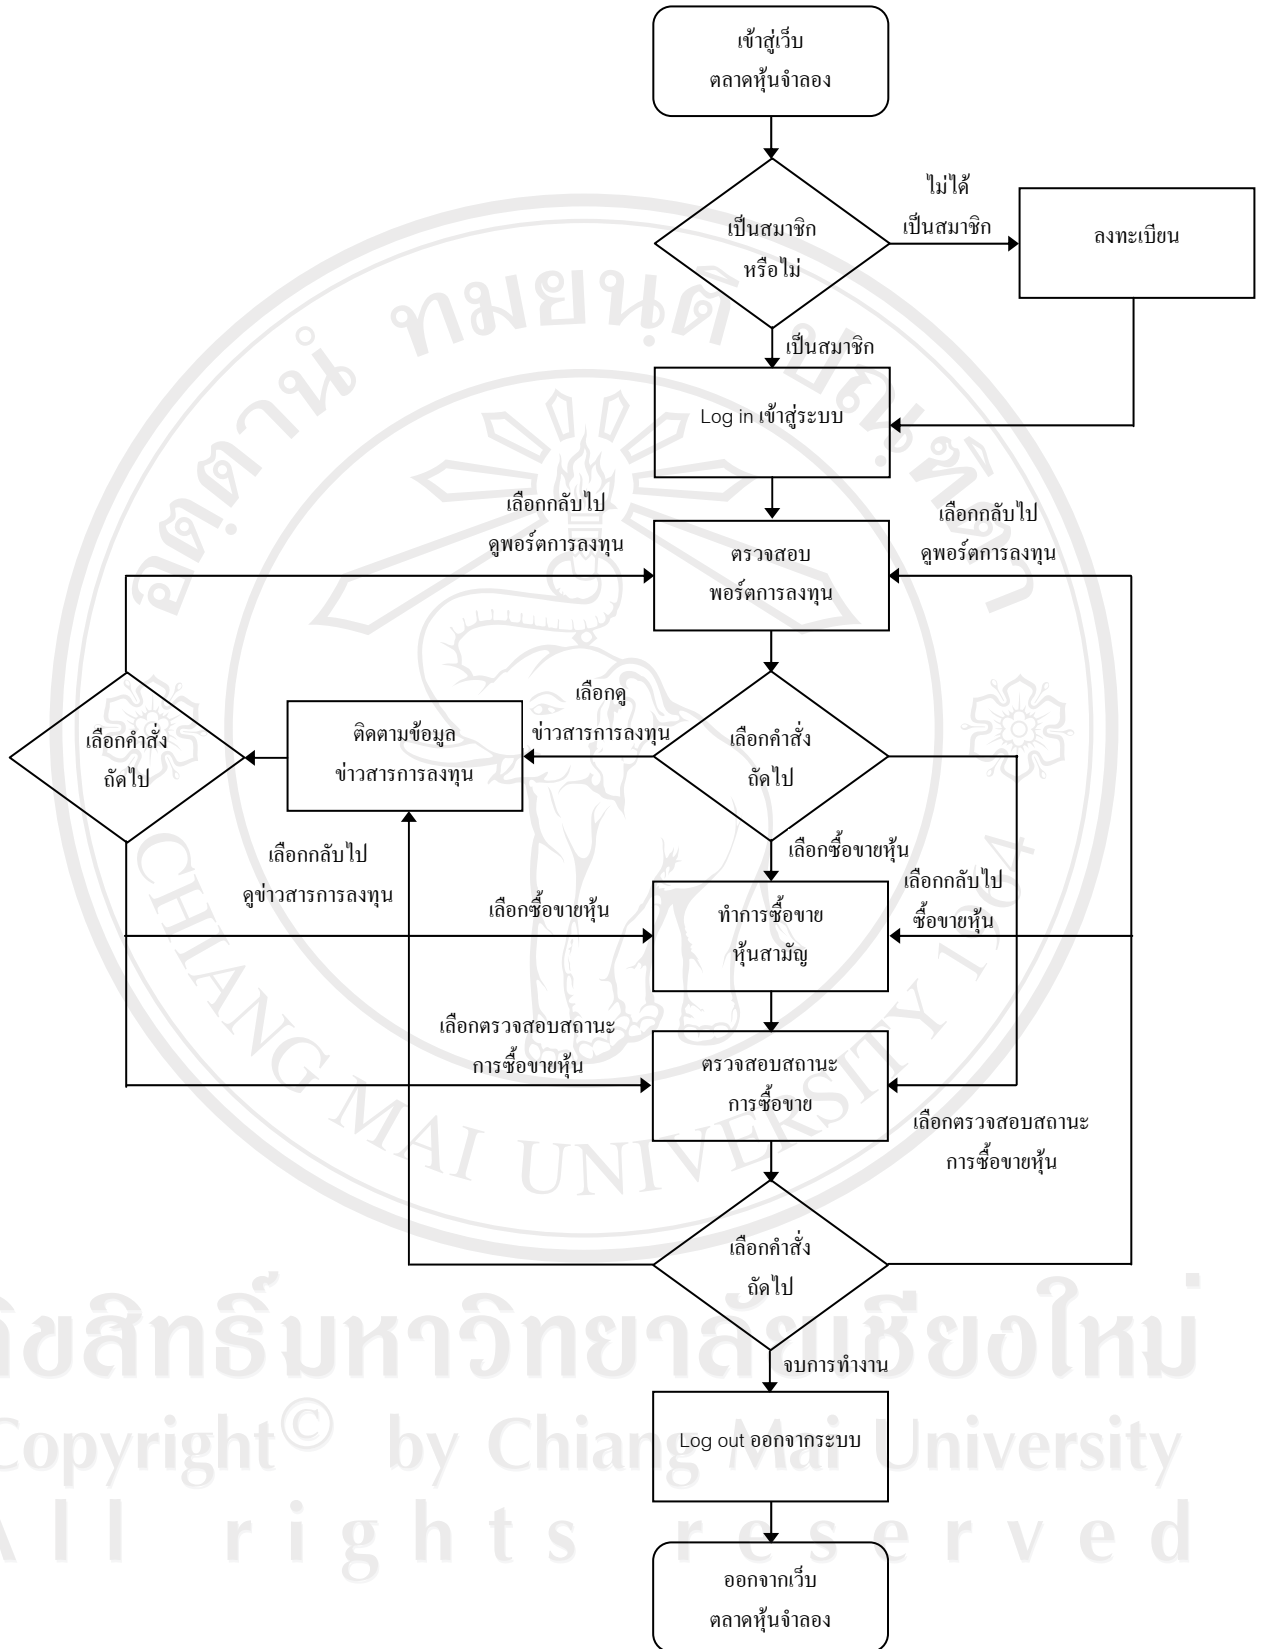 เข้าสู่เว็บ
ตลาดหุ้นจำลอง
เป็นสมาชิก
หรือไม่
ไม่ได้
เป็นสมาชิก
ลงทะเบียน
เป็นสมาชิก
Log in เข้าสู่ระบบ
เลือกกลับไป
ดูพอร์ตการลงทุน
ตรวจสอบ
พอร์ตการลงทุน
เลือกกลับไป
ดูพอร์ตการลงทุน
เลือกคำสั่ง
ถัดไป
ติดตามข้อมูล
ข่าวสารการลงทุน
เลือกดู
ข่าวสารการลงทุน
เลือกคำสั่ง
ถัดไป
เลือกซื้อขายหุ้น
เลือกกลับไป
ดูข่าวสารการลงทุน
เลือกซื้อขายหุ้น
ทำการซื้อขาย
หุ้นสามัญ
เลือกกลับไป
ซื้อขายหุ้น
เลือกตรวจสอบสถานะ
การซื้อขายหุ้น
ตรวจสอบสถานะ
การซื้อขาย
เลือกตรวจสอบสถานะ
การซื้อขายหุ้น
เลือกคำสั่ง
ถัดไป
จบการทำงาน
Log out ออกจากระบบ
ออกจากเว็บ
ตลาดหุ้นจำลอง
CHIANG MAI UNIVERSITY 1964
ลิขสิทธิ์มหาวิทยาลัยเชียงใหม่
Copyright© by Chiang Mai University
All rights reserved